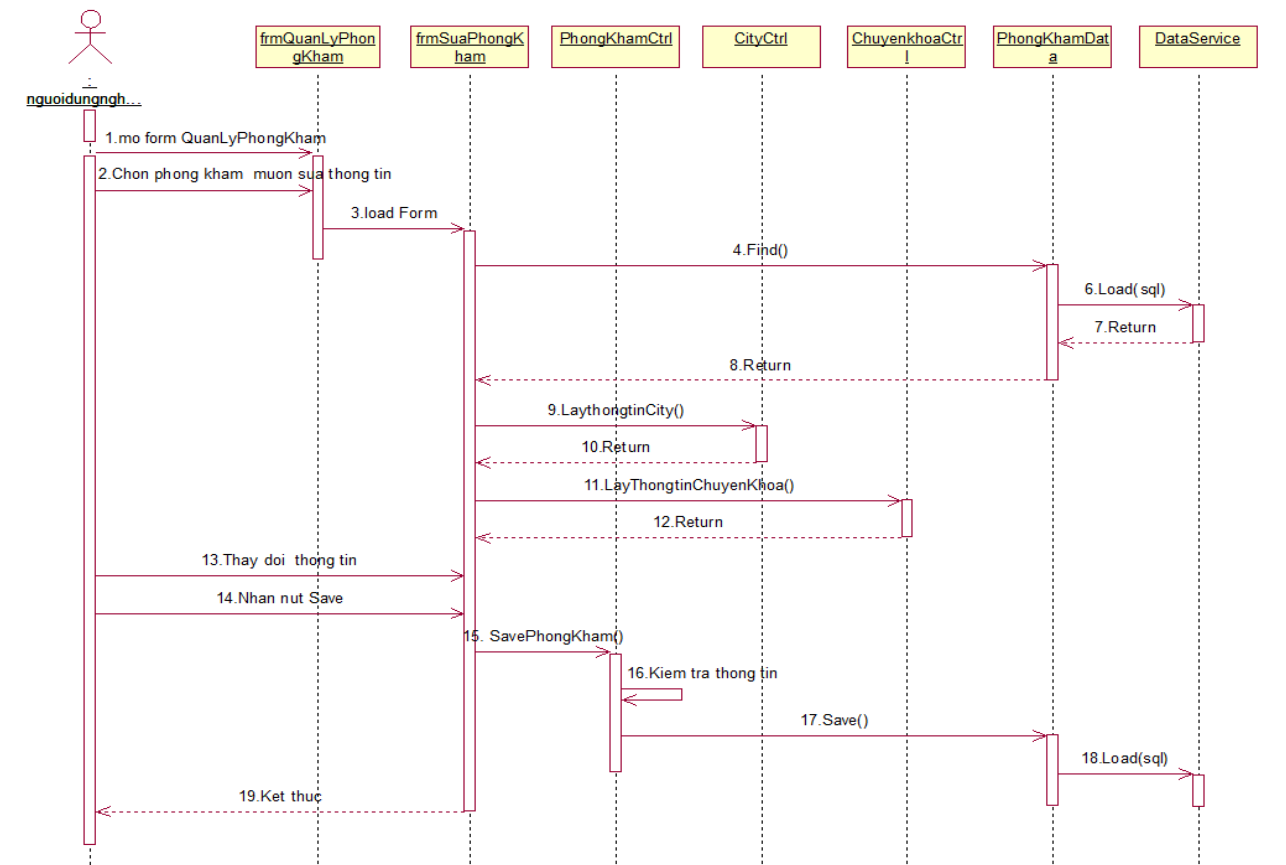 frmQuanLyPhon
gKham
frmSuaPhongK
ham
PhongKhamCtrl
CityCtrl
ChuyenkhoaCtr
l
PhongKhamDat
a
DataService
:
nguoidungngh...
1.mo form QuanLyPhongKham
2.Chon phong kham muon sua thong tin
3.load Form
4.Find()
6.Load(sql)
7.Return
8.Return
9.LaythongtinCity()
10.Return
11.LayThongtinChuyenKhoa()
12.Return
13.Thay doi thong tin
14.Nhan nut Save
15. SavePhongKham()
16.Kiem tra thong tin
17.Save()
18.Load(sql)
19.Ket thuc